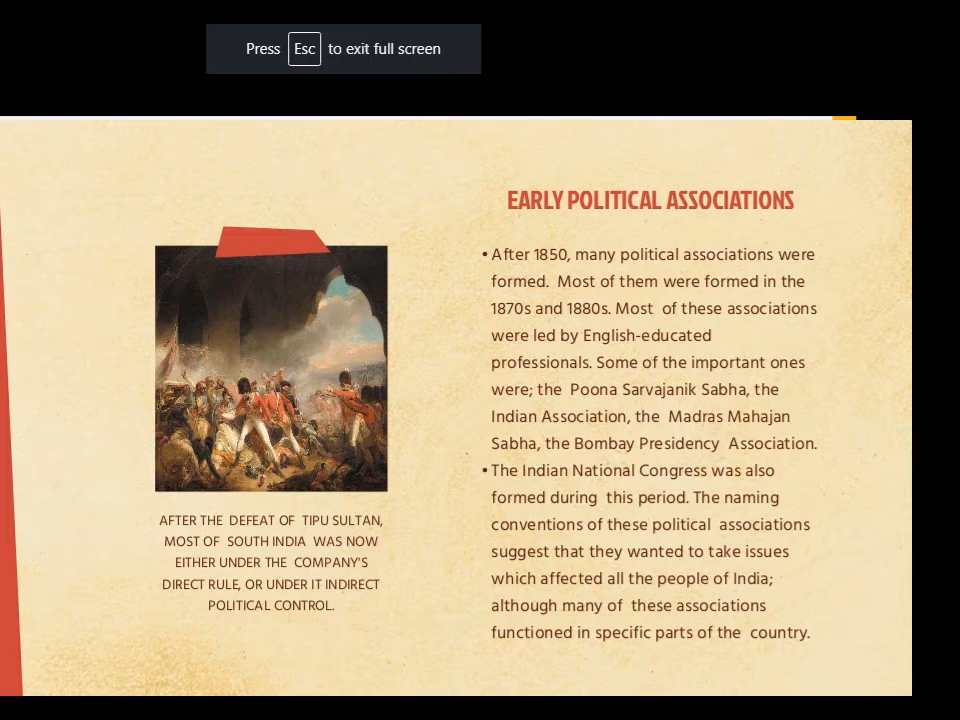 Press Esc to exit full screen
EARLY POLITICAL ASSOCIATIONS
• After 1850, many political associations were
formed. Most of them were formed in the
1870s and 1880s. Most of these associations
were led by English-educated
professionals. Some of the important ones
were; the Poona Sarvajanik Sabha, the
Indian Association, the Madras Mahajan
Sabha, the Bombay Presidency Association.
• The Indian National Congress was also
formed during this period. The naming
conventions of these political associations
suggest that they wanted to take issues
which affected all the people of India;
although many of these associations
functioned in specific parts of the country.
AFTER THE DEFEAT OF TIPU SULTAN,
MOST OF SOUTH INDIA WAS NOW
EITHER UNDER THE COMPANY'S
DIRECT RULE, OR UNDER IT INDIRECT
POLITICAL CONTROL.